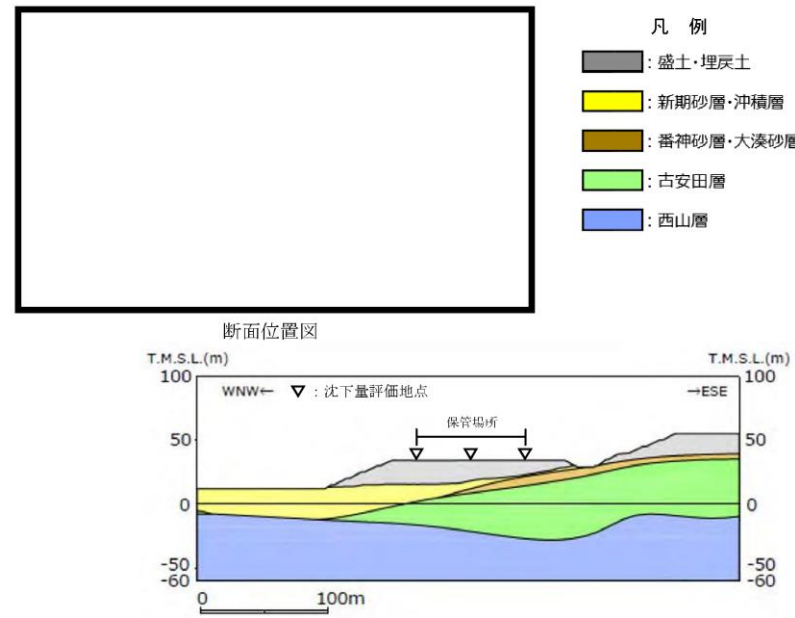 凡 例
: 盛土・埋戻土
: 新期砂層・沖積層
: 番神砂層・大湊砂層
: 古安田層
: 西山層
断面位置図
T.M.S.L.(m) T.M.S.L.(m)
100 100
WNW← ▽ : 沈下量評価地点 →ESE
保管場所
50 50
0 0
-50 -50
-60 -60
0 100m